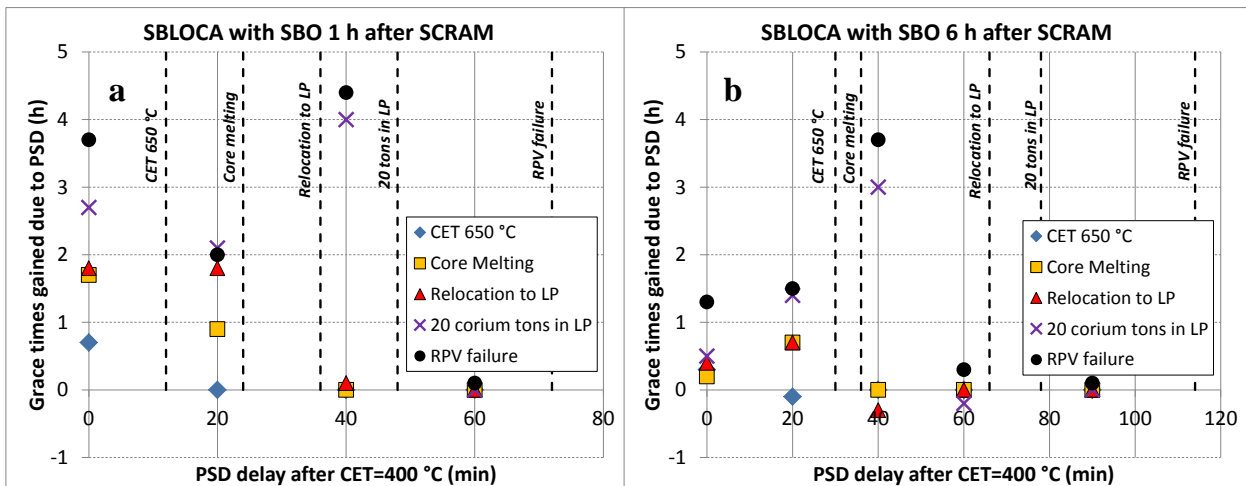 SBLOCA with SBO 1 h after SCRAM
a
Grace times gained due to PSD (h)
5
4
3
2
1
0
-1
CET 650 °C
Core melting
Relocation to LP
20 tons in LP
RPV failure
CET 650 °C
Core Melting
Relocation to LP
20 corium tons in LP
RPV failure
0 20 40 60 80
PSD delay after CET=400 °C (min)
SBLOCA with SBO 6 h after SCRAM
b
Grace times gained due to PSD (h)
5
4
3
2
1
0
-1
CET 650 °C
Core melting
Relocation to LP
20 tons in LP
RPV failure
CET 650 °C
Core Melting
Relocation to LP
20 corium tons in LP
RPV failure
0 20 40 60 80 100 120
PSD delay after CET=400 °C (min)